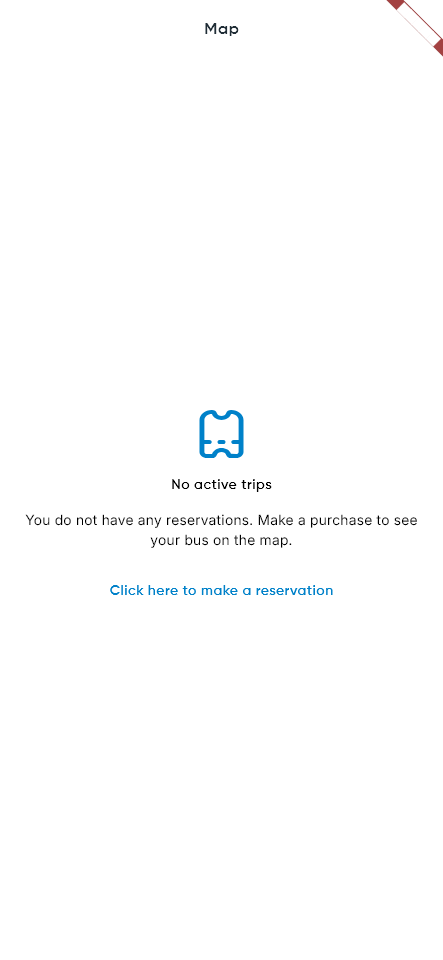 Map
No active trips
You do not have any reservations. Make a purchase to see
your bus on the map.
Click here to make a reservation